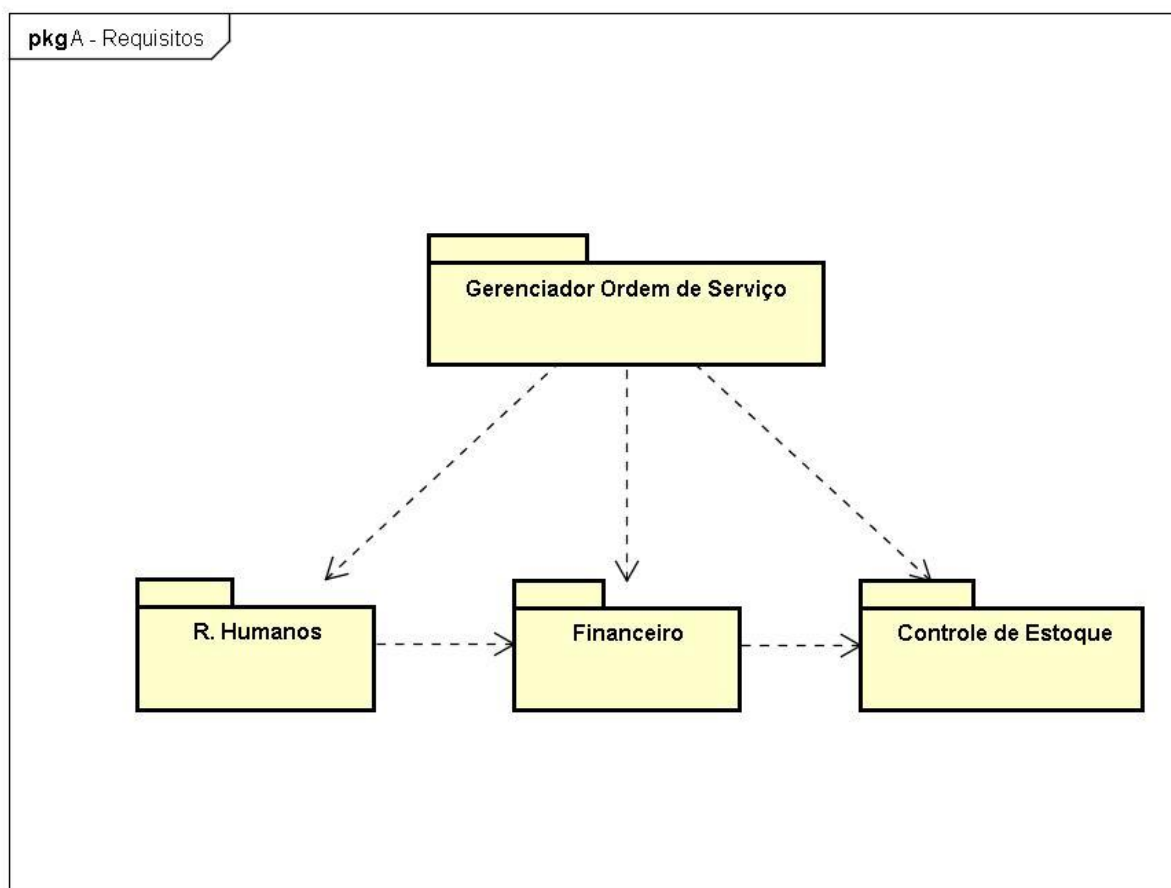 pkg A - Requisitos
Gerenciador Ordem de Serviço
R. Humanos
Financeiro
Controle de Estoque